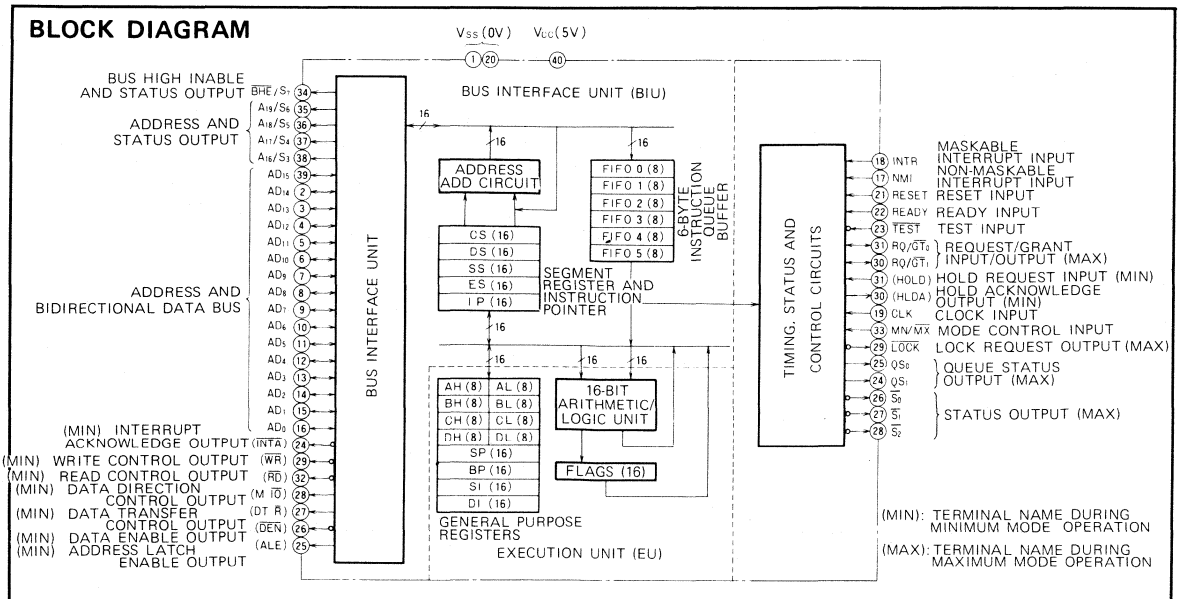 BLOCK DIAGRAM
Vss (0V) Vcc (5V)
1 20 40
BUS HIGH INABLE
AND STATUS OUTPUT
BHE/S7 34
A19/S6 35
A18/S5 36
A17/S4 37
A16/S3 38
ADDRESS AND
STATUS OUTPUT
AD15 39
AD14 2
AD13 3
AD12 4
AD11 5
AD10 6
AD9 7
AD8 8
AD7 9
AD6 10
AD5 11
AD4 12
AD3 13
AD2 14
AD1 15
AD0 16
ADDRESS AND
BIDIRECTIONAL DATA BUS
(MIN) INTERRUPT
ACKNOWLEDGE OUTPUT (INTA) 24
(MIN) WRITE CONTROL OUTPUT (WR) 29
(MIN) READ CONTROL OUTPUT (RD) 32
(MIN) DATA DIRECTION
CONTROL OUTPUT (M IO) 28
(MIN) DATA TRANSFER
CONTROL OUTPUT (DT R) 27
(MIN) DATA ENABLE OUTPUT (DEN) 26
(MIN) ADDRESS LATCH
ENABLE OUTPUT (ALE) 25
BUS INTERFACE UNIT
BUS INTERFACE UNIT (BIU)
16
16
16
ADDRESS
ADD CIRCUIT
CS (16)
DS (16)
SS (16)
ES (16)
IP (16)
SEGMENT
REGISTER AND
INSTRUCTION
POINTER
FIFO 0 (8)
FIFO 1 (8)
FIFO 2 (8)
FIFO 3 (8)
FIFO 4 (8)
FIFO 5 (8)
6-BYTE
INSTRUCTION
QUEUE
BUFFER
16
16
16
AH (8) AL (8)
BH (8) BL (8)
CH (8) CL (8)
DH (8) DL (8)
SP (16)
BP (16)
SI (16)
DI (16)
GENERAL PURPOSE
REGISTERS
16-BIT
ARITHMETIC/
LOGIC UNIT
FLAGS (16)
EXECUTION UNIT (EU)
TIMING. STATUS AND
CONTROL CIRCUITS
18 INTR MASKABLE
INTERRUPT INPUT
17 NMI NON-MASKABLE
INTERRUPT INPUT
21 RESET RESET INPUT
22 READY READY INPUT
23 TEST TEST INPUT
31 RQ/GT0
30 RQ/GT1
REQUEST/GRANT
INPUT/OUTPUT (MAX)
31 (HOLD) HOLD REQUEST INPUT (MIN)
30 (HLDA) HOLD ACKNOWLEDGE
OUTPUT (MIN)
19 CLK CLOCK INPUT
33 MN/MX MODE CONTROL INPUT
29 LOCK LOCK REQUEST OUTPUT (MAX)
25 QS0
24 QS1
QUEUE STATUS
OUTPUT (MAX)
26 S0
27 S1
28 S2
STATUS OUTPUT (MAX)
(MIN): TERMINAL NAME DURING
MINIMUM MODE OPERATION
(MAX): TERMINAL NAME DURING
MAXIMUM MODE OPERATION